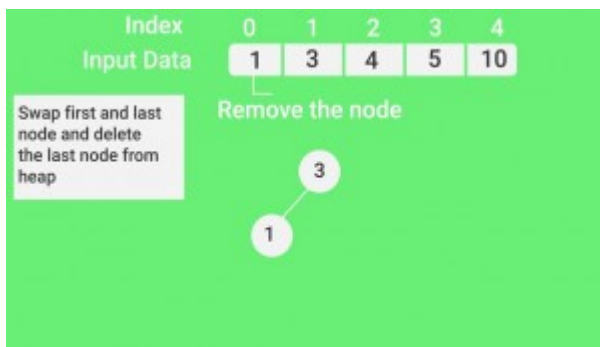 Index 0 1 2 3 4
Input Data 1 3 4 5 10
Swap first and last
node and delete
the last node from
heap
Remove the node
3
1